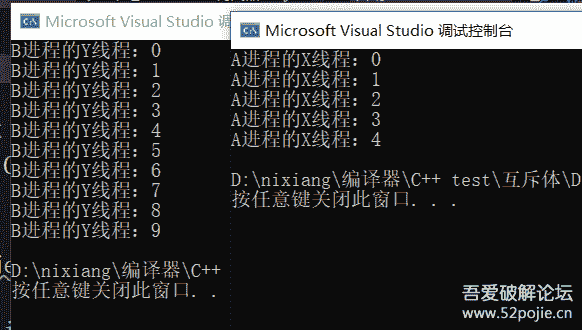 Microsoft Visual Studio 调
B进程的Y线程: 0
B进程的Y线程: 1
B进程的Y线程: 2
B进程的Y线程: 3
B进程的Y线程: 4
B进程的Y线程: 5
B进程的Y线程: 6
B进程的Y线程: 7
B进程的Y线程: 8
B进程的Y线程: 9
D:\nixiang\编译器\C++
按任意键关闭此窗口. .
Microsoft Visual Studio 调试控制台
A进程的X线程: 0
A进程的X线程: 1
A进程的X线程: 2
A进程的X线程: 3
A进程的X线程: 4
D:\nixiang\编译器\C++ test\互斥体\D
按任意键关闭此窗口. . .
吾爱破解论坛
www.52pojie.cn